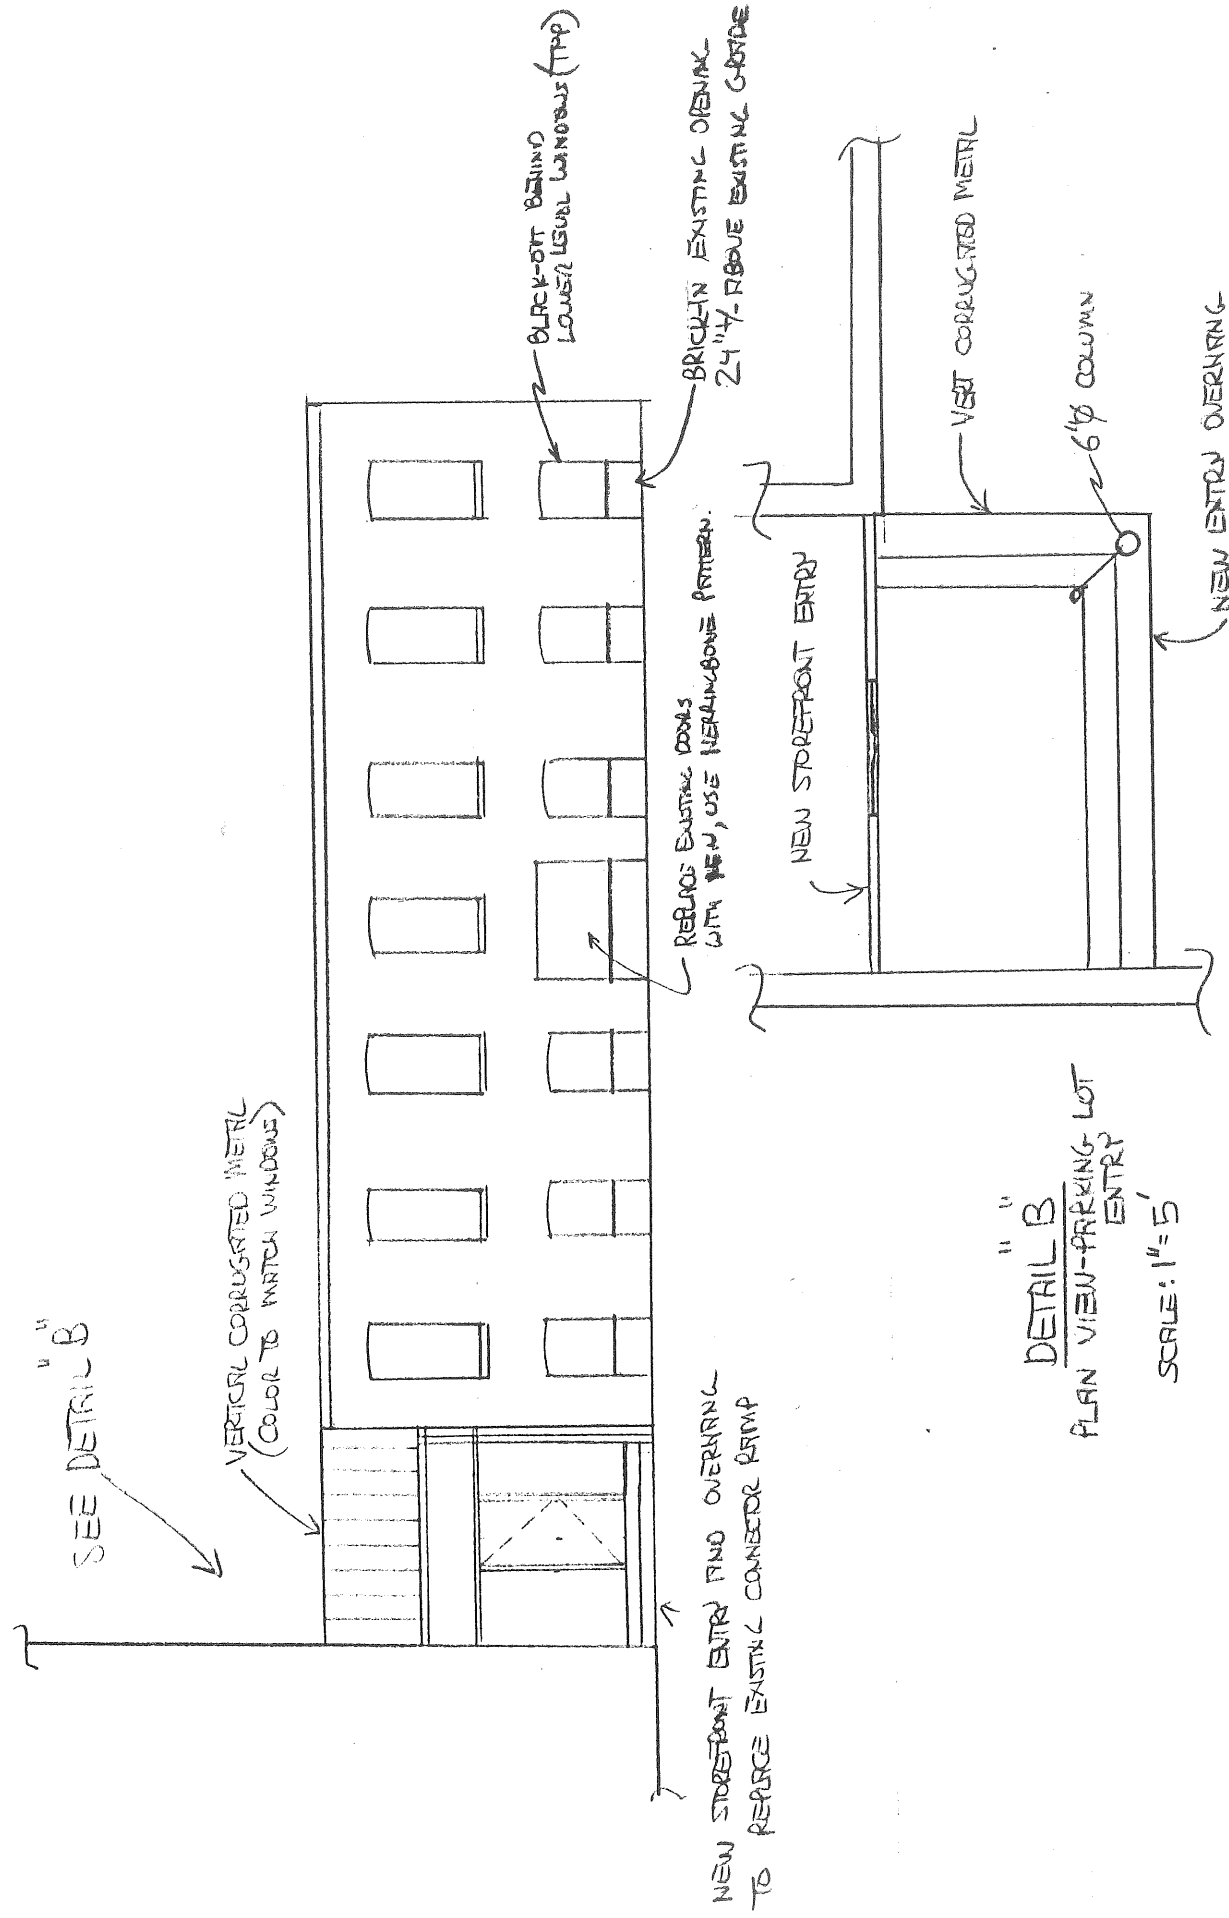 SEE DETAIL "B"
VERTICAL CORRUGATED METAL
(COLOR TO MATCH WINDOWS)
BLACK-OUT BEHIND
LOWER LEVEL WINDOWS (TYP)
BRICK-IN EXISTING OPENING
24" +/- ABOVE EXISTING GRADE
REPLACE EXISTING DOORS
WITH NEW, USE HERRINGBONE PATTERN.
NEW STOREFRONT ENTRY AND OVERHANG
TO REPLACE EXISTING CONNECTOR RAMP
NEW STOREFRONT ENTRY
VERT CORRUGATED METAL
6"Ø COLUMN
NEW ENTRY OVERHANG
DETAIL "B"
PLAN VIEW-PARKING LOT
ENTRY
SCALE: 1"=5'